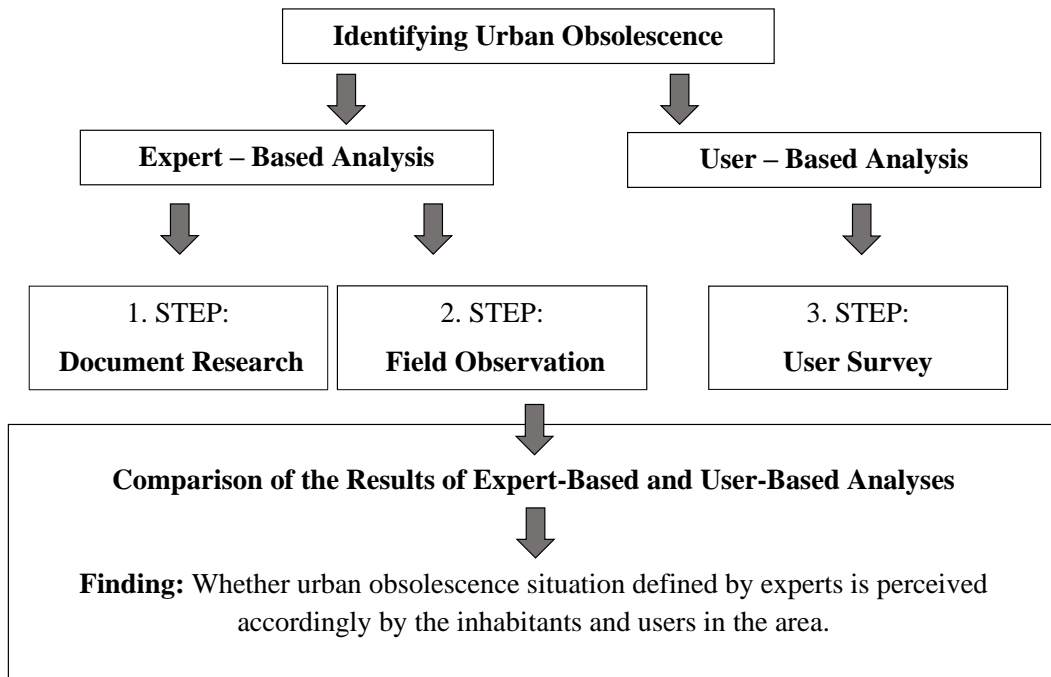 Identifying Urban Obsolescence
Expert – Based Analysis
User – Based Analysis
1. STEP:
Document Research
2. STEP:
Field Observation
3. STEP:
User Survey
Comparison of the Results of Expert-Based and User-Based Analyses
Finding: Whether urban obsolescence situation defined by experts is perceived
accordingly by the inhabitants and users in the area.